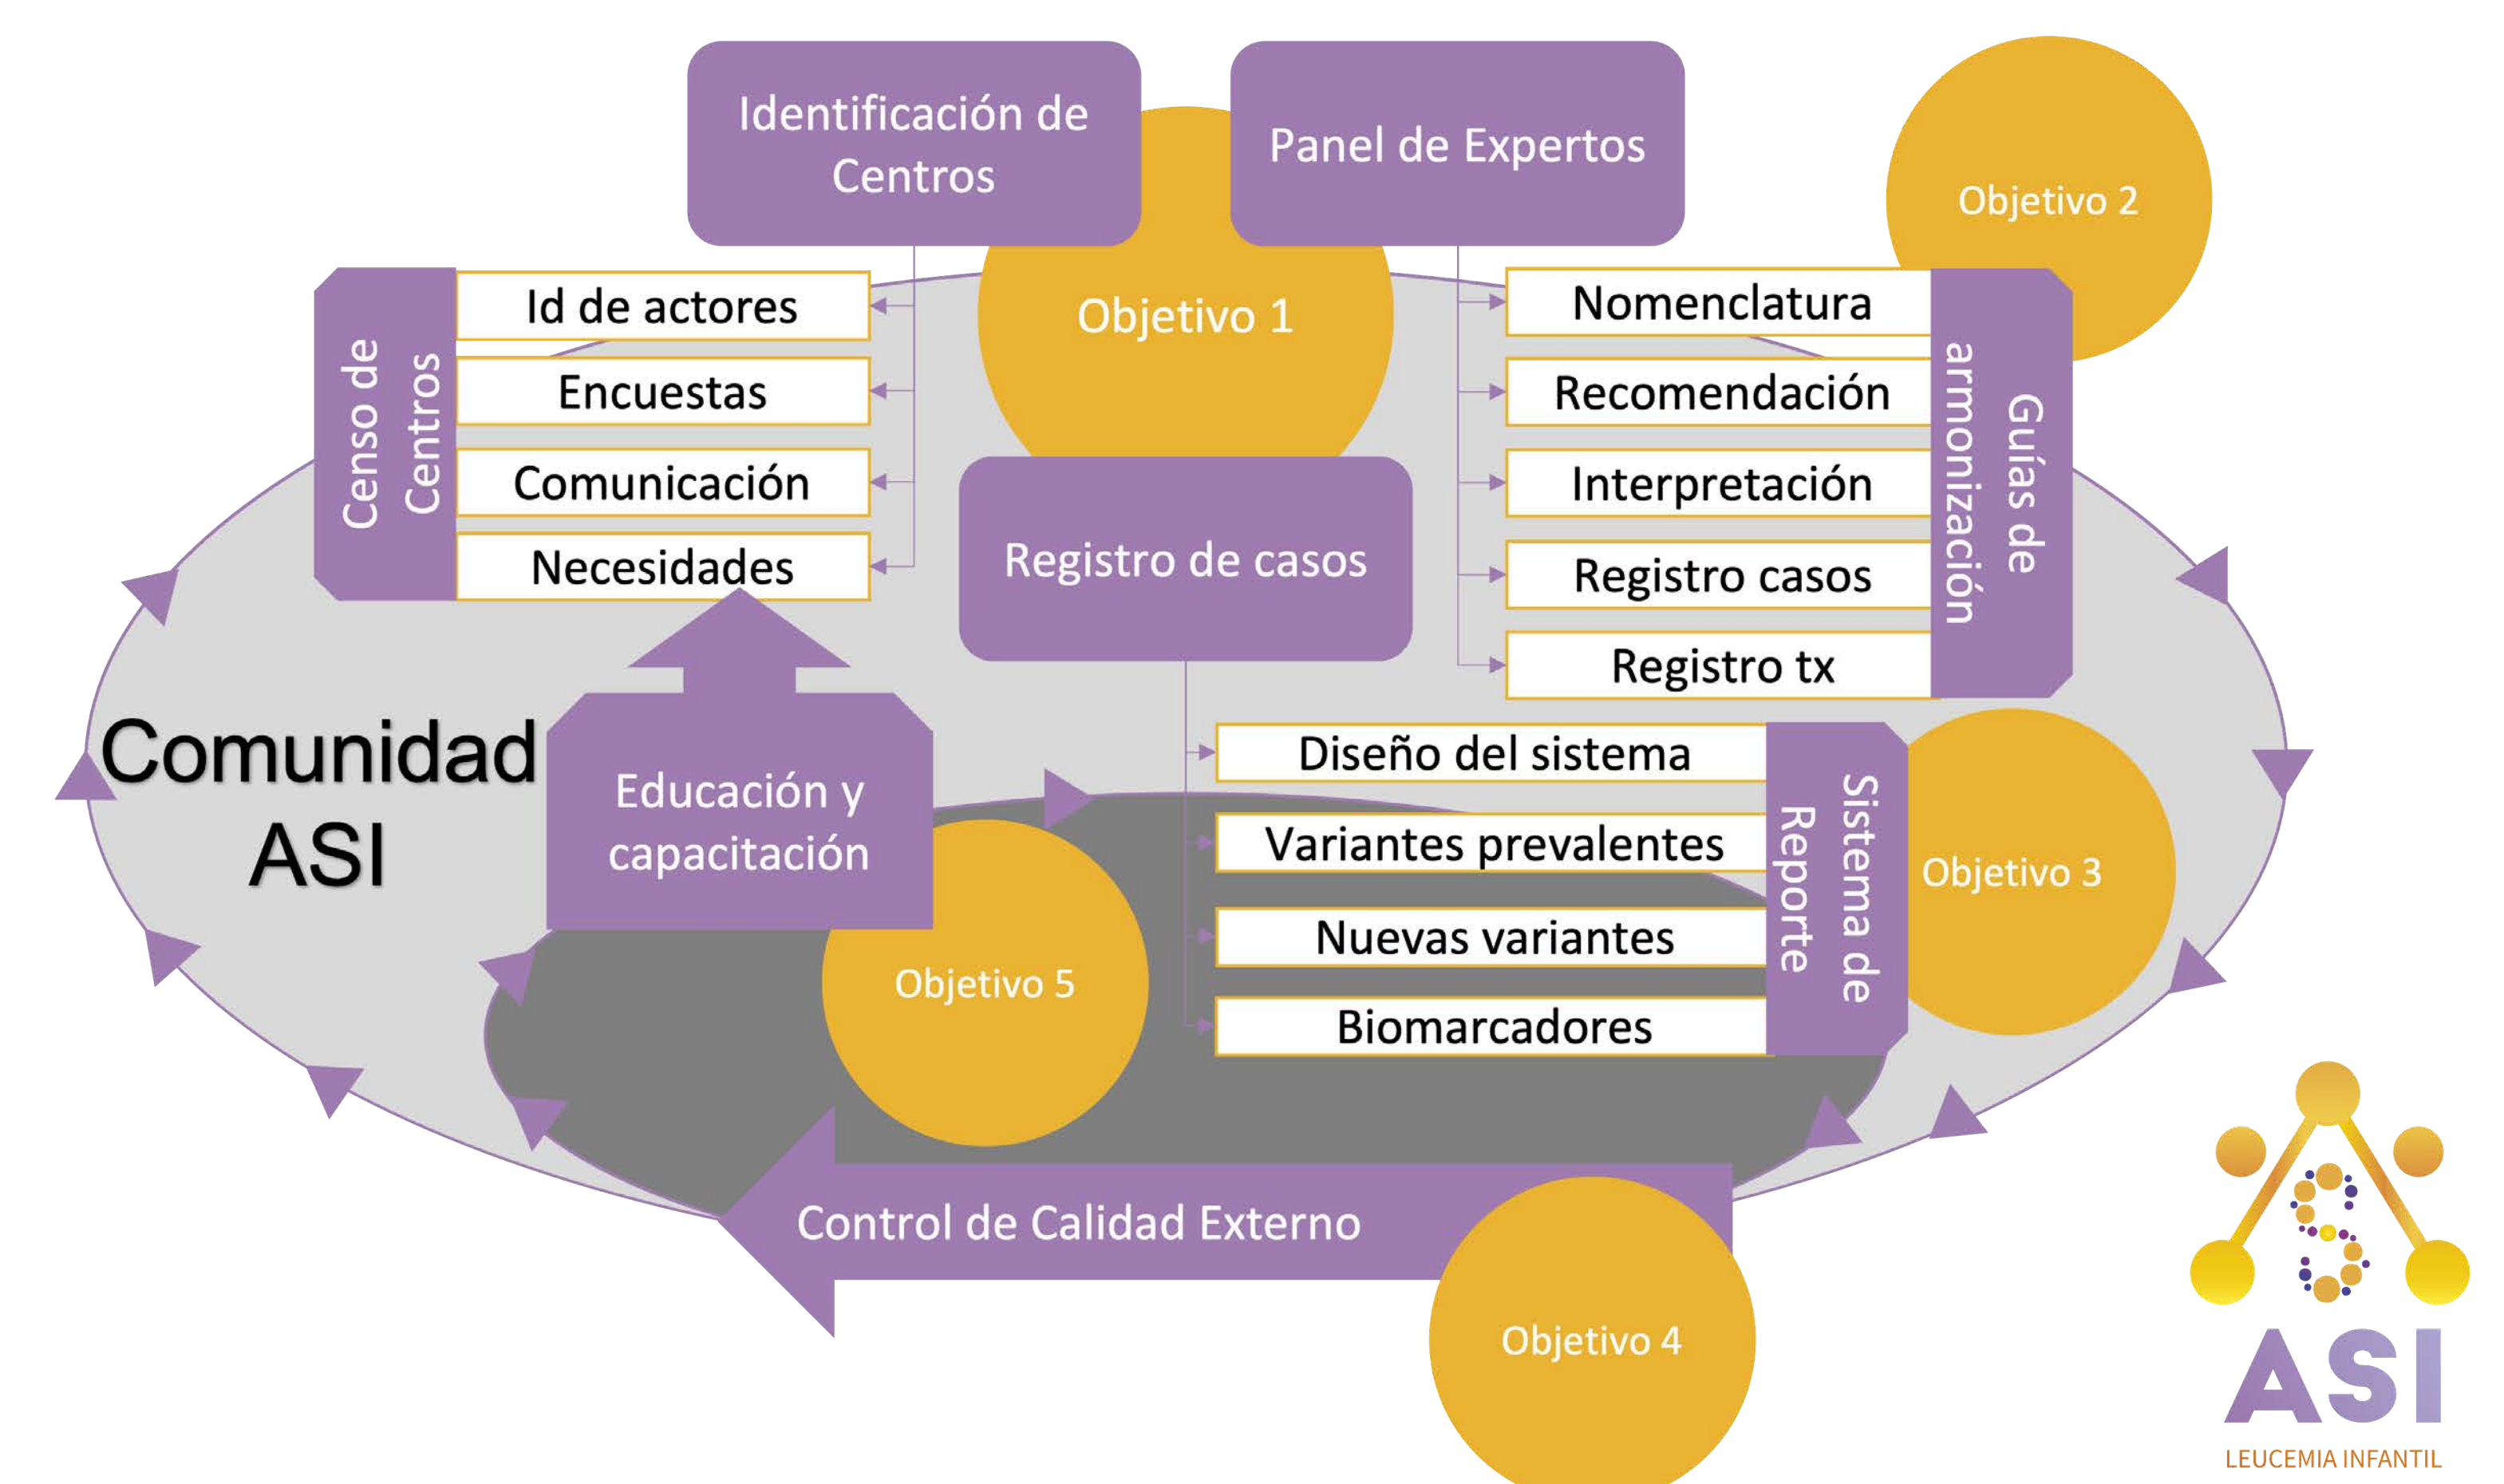 Identificación de
Centros
Panel de Expertos
Objetivo 1
Objetivo 2
Censo de
Centros
Id de actores
Encuestas
Comunicación
Necesidades
Nomenclatura
Recomendación
Interpretación
Registro casos
Registro tx
Guías de
armonización
Registro de casos
Diseño del sistema
Variantes prevalentes
Nuevas variantes
Biomarcadores
Sistema de
Reporte
Objetivo 3
Comunidad
ASI
Educación y
capacitación
Objetivo 5
Control de Calidad Externo
Objetivo 4
ASI
LEUCEMIA INFANTIL